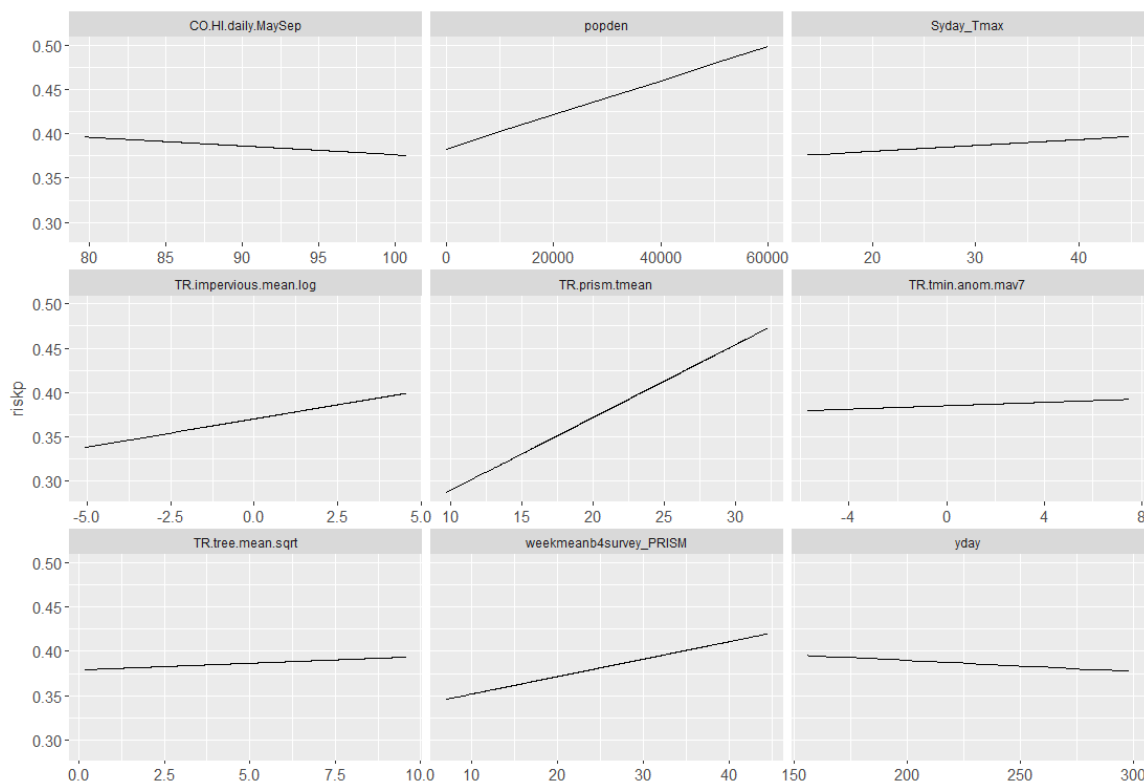 CO.HI.daily.MaySep popden Syday_Tmax
0.50
0.45
0.40
0.35
0.30
80 85 90 95 100 0 20000 40000 60000 20 30 40
TR.impervious.mean.log TR.prism.tmean TR.tmin.anom.mav7
0.50
0.45
0.40
0.35
0.30
riskp
-5.0 -2.5 0.0 2.5 5.0 10 15 20 25 30 -4 0 4 8
TR.tree.mean.sqrt weekmeanb4survey_PRISM yday
0.50
0.45
0.40
0.35
0.30
0.0 2.5 5.0 7.5 10.0 10 20 30 40 150 200 250 300